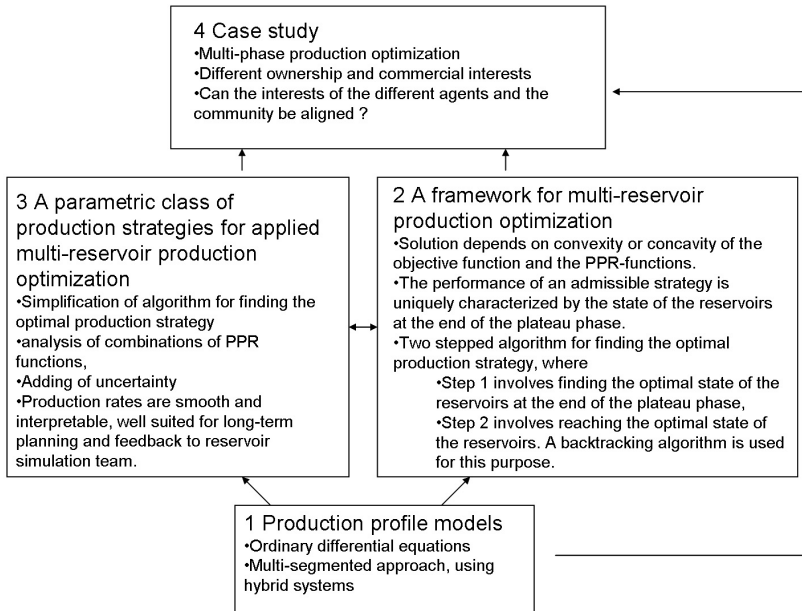 4 Case study
•Multi-phase production optimization
•Different ownership and commercial interests
•Can the interests of the different agents and the
community be aligned ?
3 A parametric class of
production strategies for applied
multi-reservoir production
optimization
•Simplification of algorithm for finding the
optimal production strategy
•analysis of combinations of PPR
functions,
•Adding of uncertainty
•Production rates are smooth and
interpretable, well suited for long-term
planning and feedback to reservoir
simulation team.
2 A framework for multi-reservoir
production optimization
•Solution depends on convexity or concavity of the
objective function and the PPR-functions.
•The performance of an admissible strategy is
uniquely characterized by the state of the reservoirs
at the end of the plateau phase.
•Two stepped algorithm for finding the optimal
production strategy, where
•Step 1 involves finding the optimal state of the
reservoirs at the end of the plateau phase,
•Step 2 involves reaching the optimal state of
the reservoirs. A backtracking algorithm is used
for this purpose.
1 Production profile models
•Ordinary differential equations
•Multi-segmented approach, using
hybrid systems